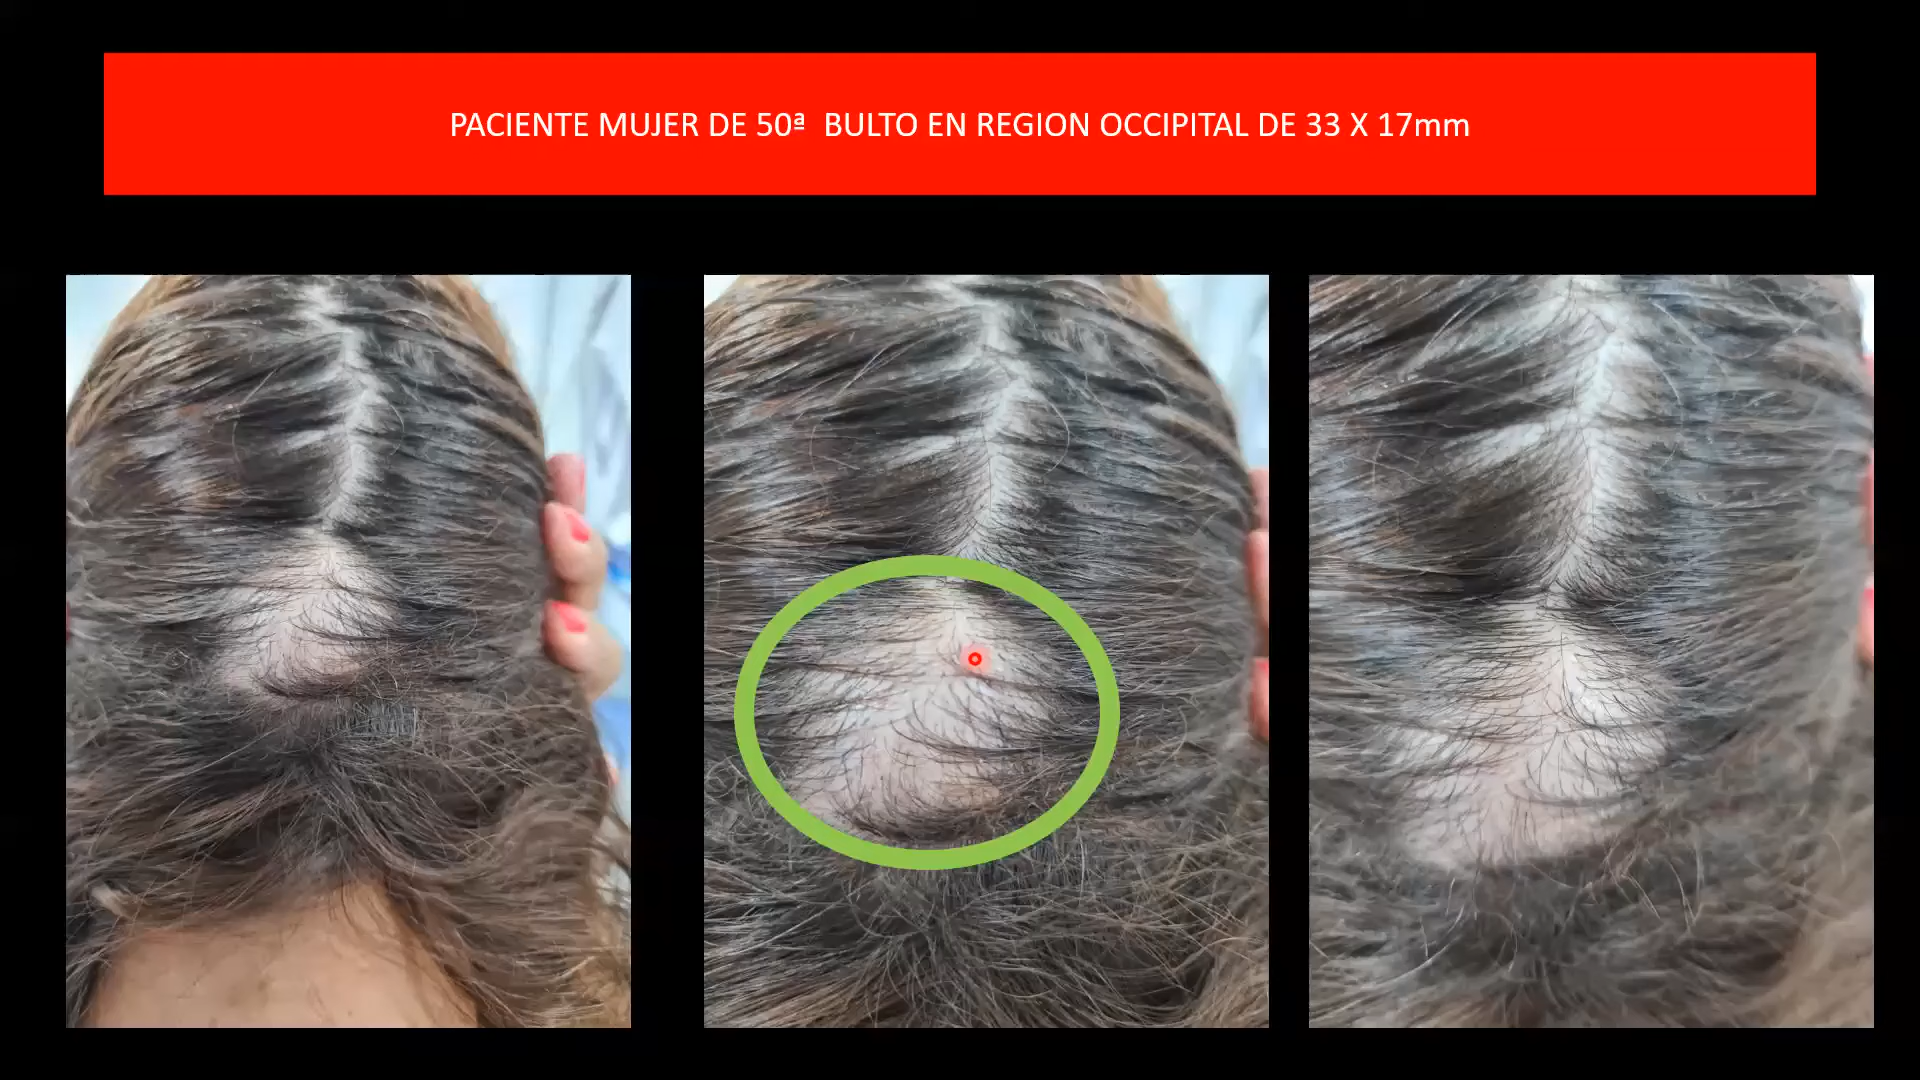 PACIENTE MUJER DE 50ª  BULTO EN REGION OCCIPITAL DE 33 X 17mm